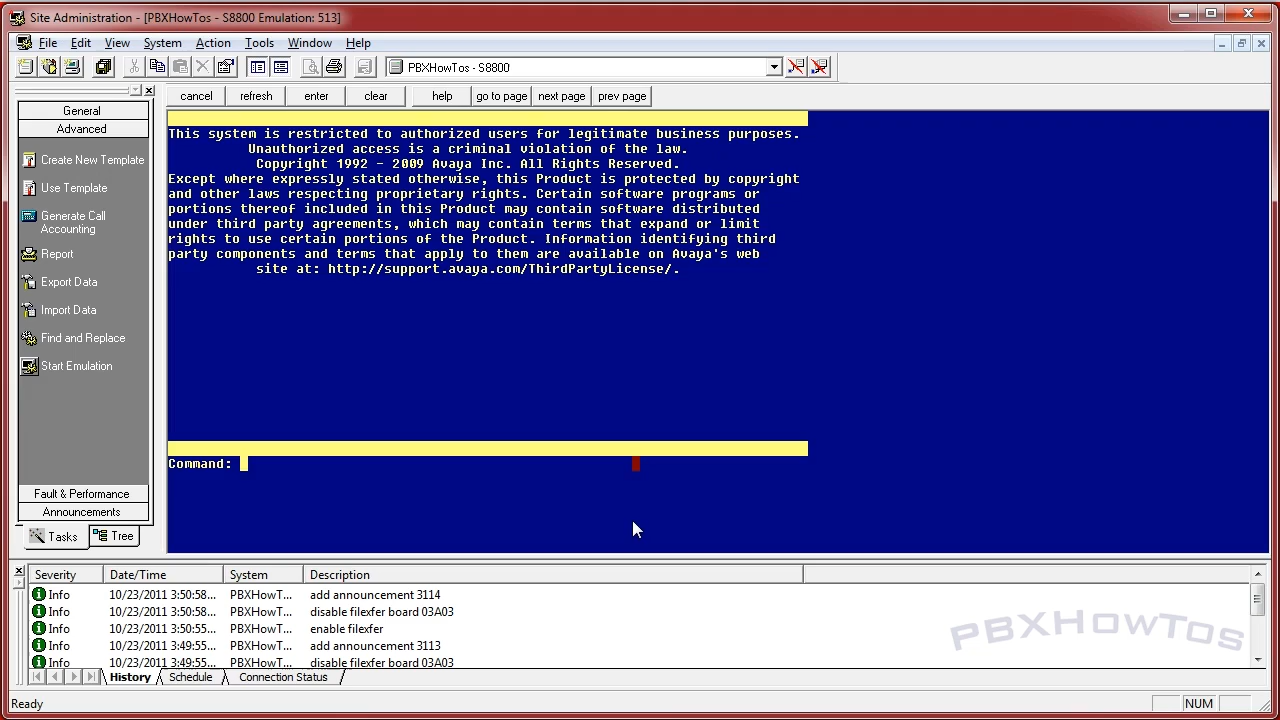 Site Administration - [PBXHowTos - S8800 Emulation: 513]
File Edit View System Action Tools Window Help
PBXHowTos - S8800
cancel refresh enter clear help go to page next page prev page
General
Advanced
Create New Template
Use Template
Generate Call
Accounting
Report
Export Data
Import Data
Find and Replace
Start Emulation
Fault & Performance
Announcements
Tasks Tree
This system is restricted to authorized users for legitimate business purposes.
Unauthorized access is a criminal violation of the law.
Copyright 1992 - 2009 Avaya Inc. All Rights Reserved.
Except where expressly stated otherwise, this Product is protected by copyright
and other laws respecting proprietary rights. Certain software programs or
portions thereof included in this Product may contain software distributed
under third party agreements, which may contain terms that expand or limit
rights to use certain portions of the Product. Information identifying third
party components and terms that apply to them are available on Avaya's web
site at: http://support.avaya.com/ThirdPartyLicense/.
Command:
Severity Date/Time System Description
Info 10/23/2011 3:50:58... PBXHowT... add announcement 3114
Info 10/23/2011 3:50:58... PBXHowT... disable filexfer board 03A03
Info 10/23/2011 3:50:55... PBXHowT... enable filexfer
Info 10/23/2011 3:49:55... PBXHowT... add announcement 3113
Info 10/23/2011 3:49:55... PBXHowT... disable filexfer board 03A03
PBXHowTos
History Schedule Connection Status
Ready NUM